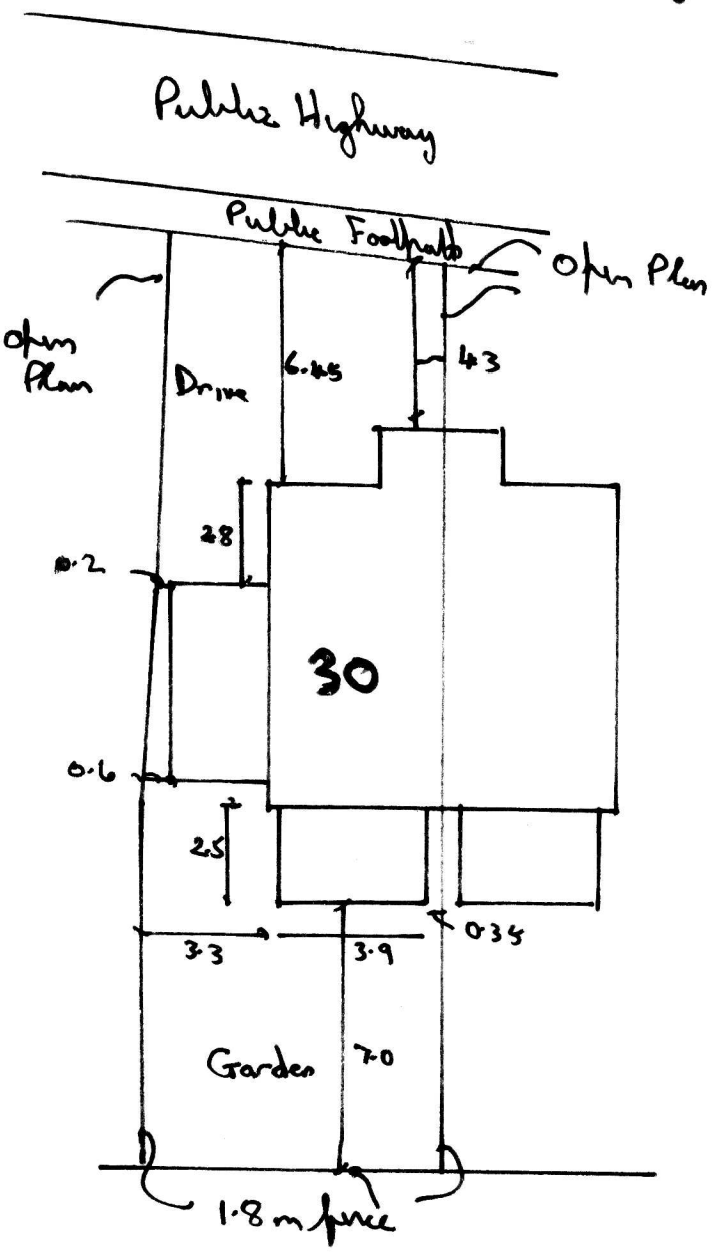 Public Highway
Public Footpath
Open Plan
Open
Plan
Drive
6.45
4.3
2.8
0.2
30
0.6
2.5
0.35
3.3
3.9
Garden
7.0
1.8m fence